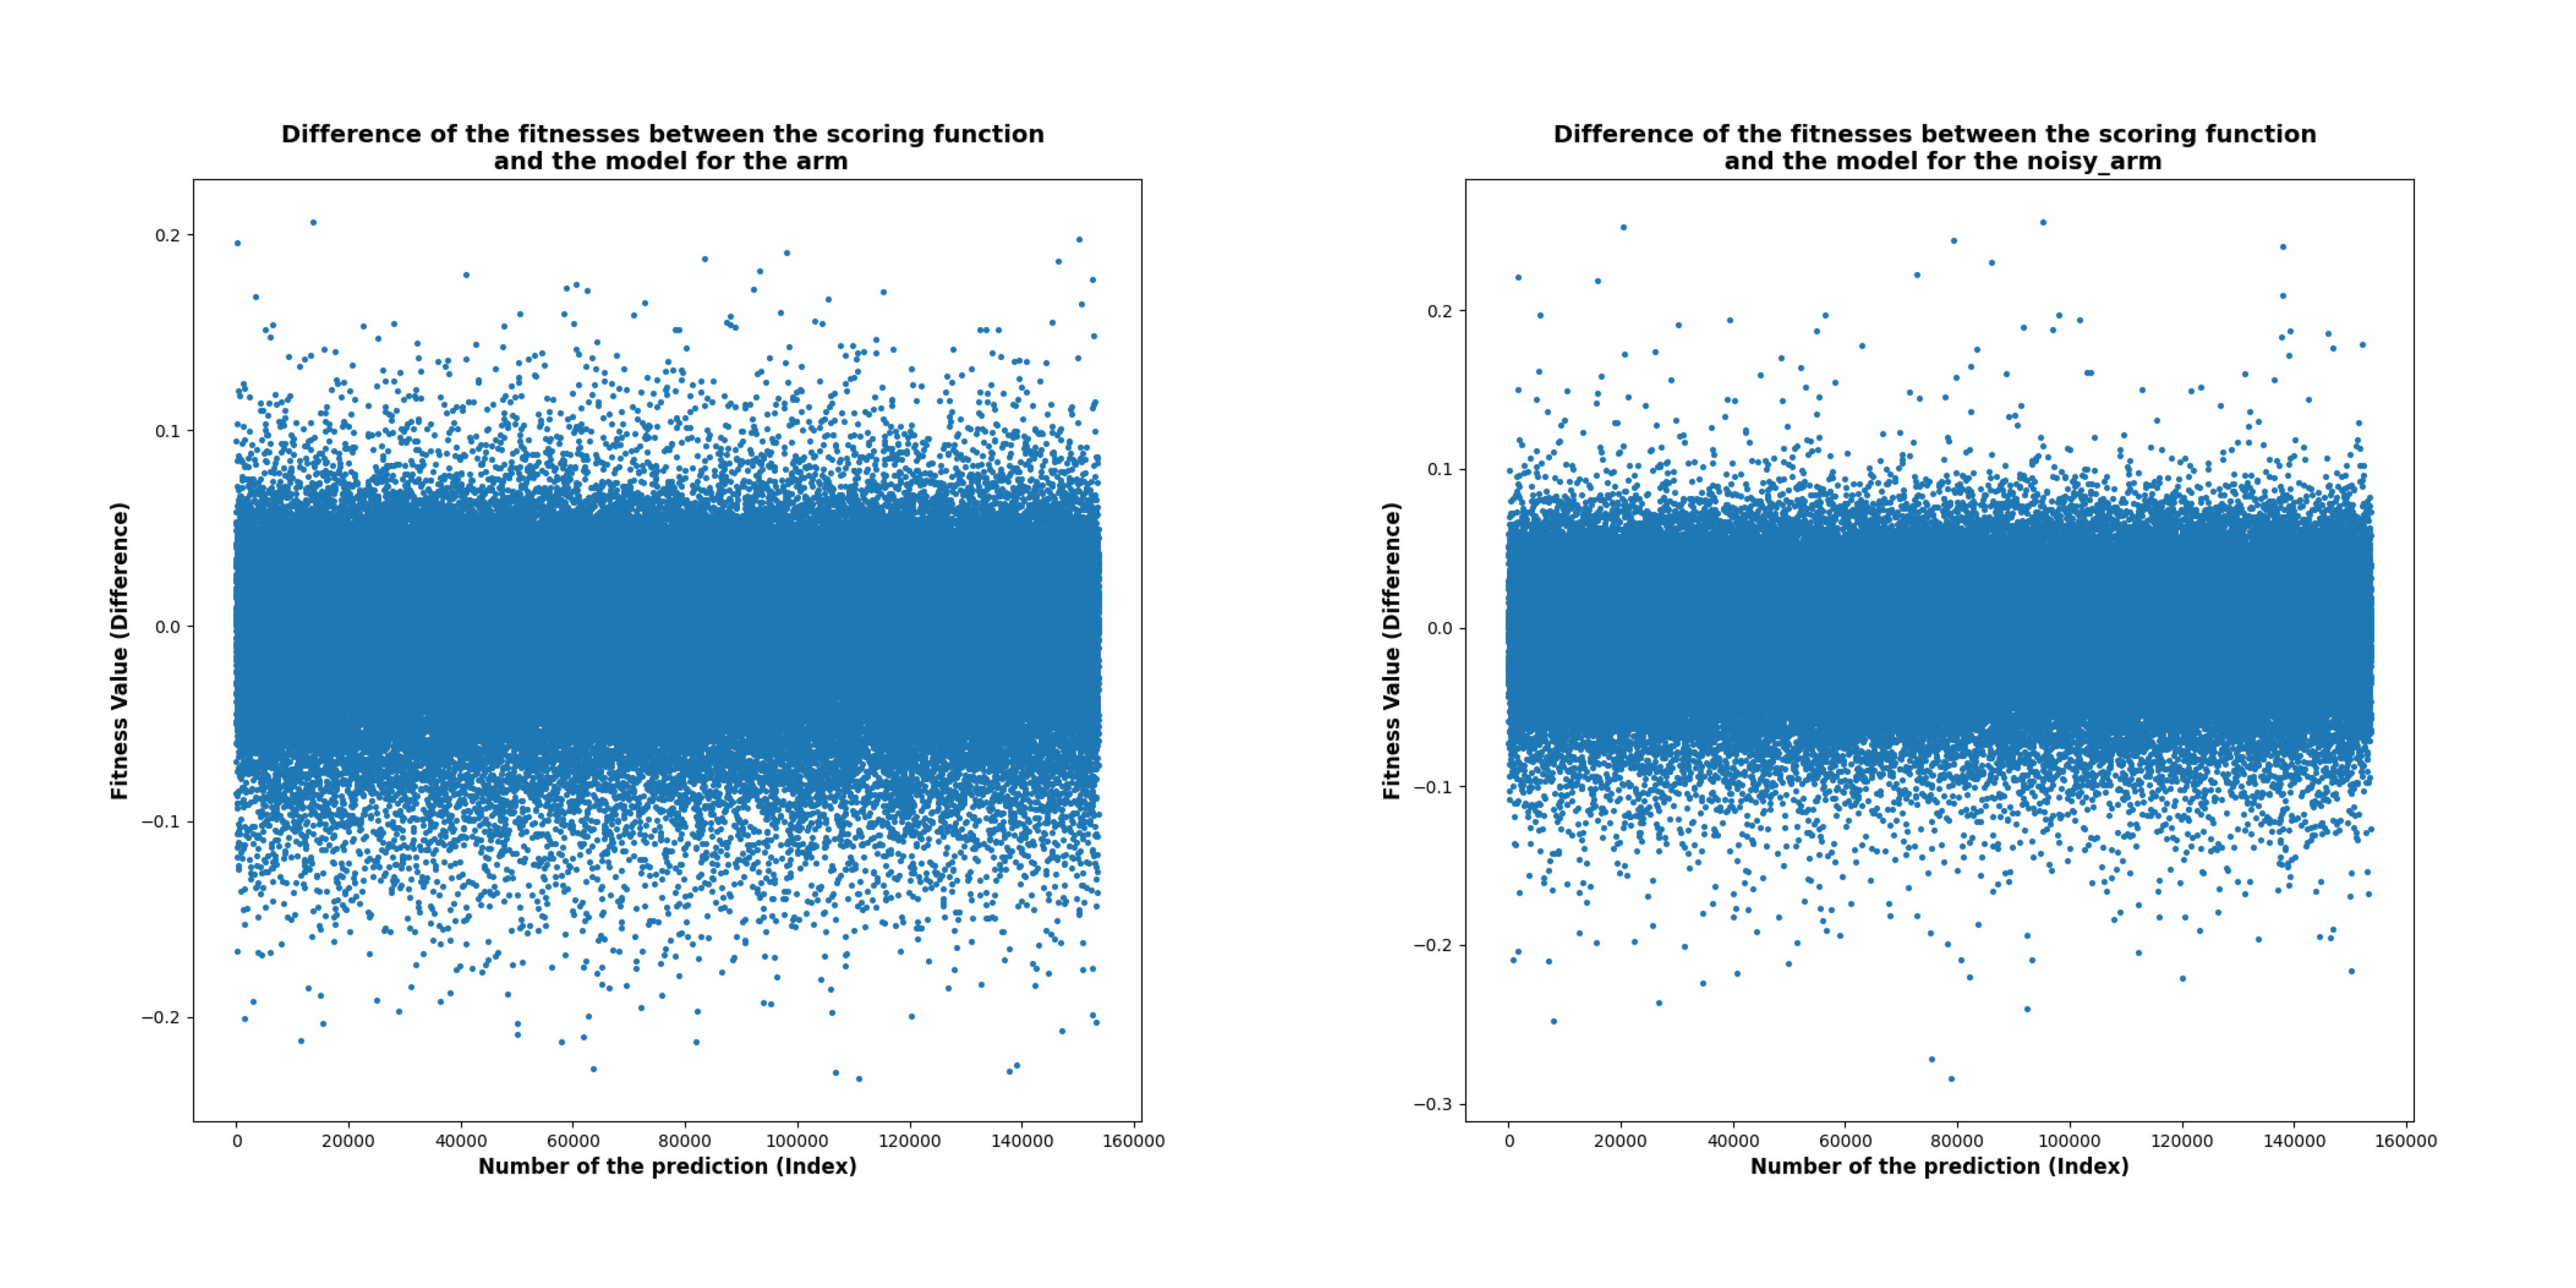 Difference of the fitnesses between the scoring function
and the model for the arm
Fitness Value (Difference)
0.2
0.1
0.0
−0.1
−0.2
0 20000 40000 60000 80000 100000 120000 140000 160000
Number of the prediction (Index)
Difference of the fitnesses between the scoring function
and the model for the noisy_arm
Fitness Value (Difference)
0.2
0.1
0.0
−0.1
−0.2
−0.3
0 20000 40000 60000 80000 100000 120000 140000 160000
Number of the prediction (Index)